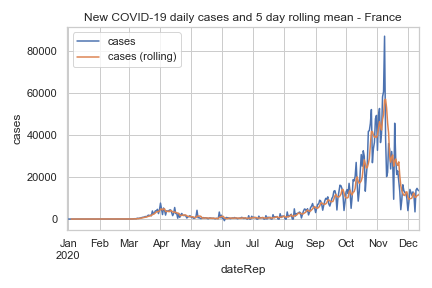 New COVID-19 daily cases and 5 day rolling mean - France
cases
cases (rolling)
80000
60000
40000
20000
0
cases
Jan Feb Mar Apr May Jun Jul Aug Sep Oct Nov Dec
2020
dateRep